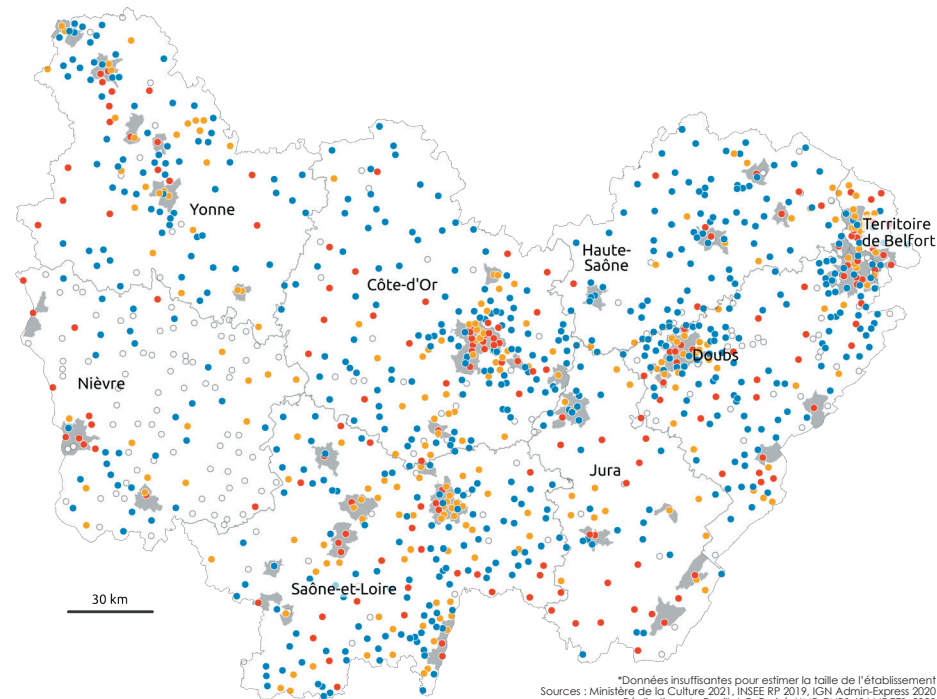 Yonne
Territoire
de Belfort
Haute-
Saône
Côte-d'Or
Doubs
Nièvre
Jura
Saône-et-Loire
30 km
*Données insuffisantes pour estimer la taille de l'établissement
Sources : Ministère de la Culture 2021, INSEE RP 2019, IGN Admin-Express 2020